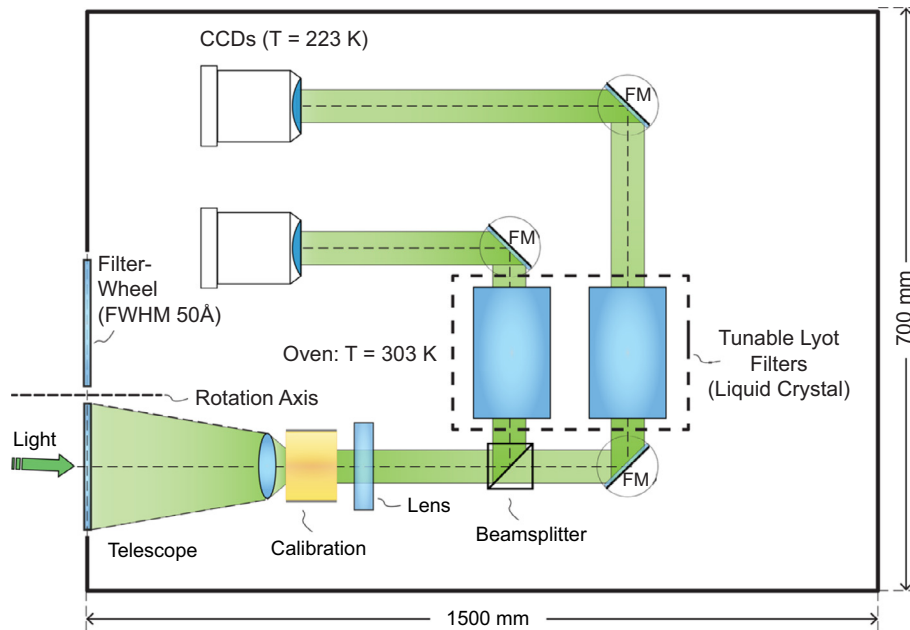 CCDs (T = 223 K)
FM
FM
Filter-
Wheel
(FWHM 50Å)
Oven: T = 303 K
Tunable Lyot
Filters
(Liquid Crystal)
700 mm
Rotation Axis
Light
FM
Lens
Beamsplitter
Telescope
Calibration
1500 mm